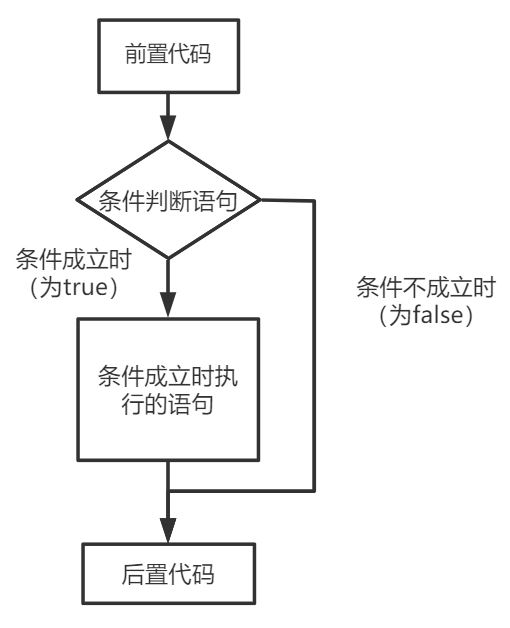 前置代码
条件判断语句
条件成立时
（为true）
条件不成立时
（为false）
条件成立时执
行的语句
后置代码